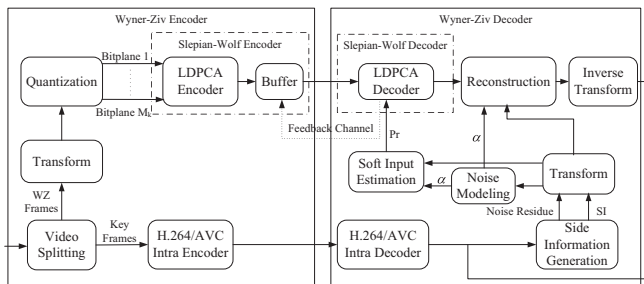 Wyner-Ziv Encoder
Wyner-Ziv Decoder
Slepian-Wolf Encoder
Slepian-Wolf Decoder
Bitplane 1
Quantization
LDPCA
Encoder
Buffer
LDPCA
Decoder
Reconstruction
Inverse
Transform
Bitplane Mk
Feedback Channel
Pr
α
Transform
Soft Input
Estimation
α
Noise
Modeling
Transform
WZ
Frames
Noise Residue
SI
Video
Splitting
Key
Frames
H.264/AVC
Intra Encoder
H.264/AVC
Intra Decoder
Side
Information
Generation